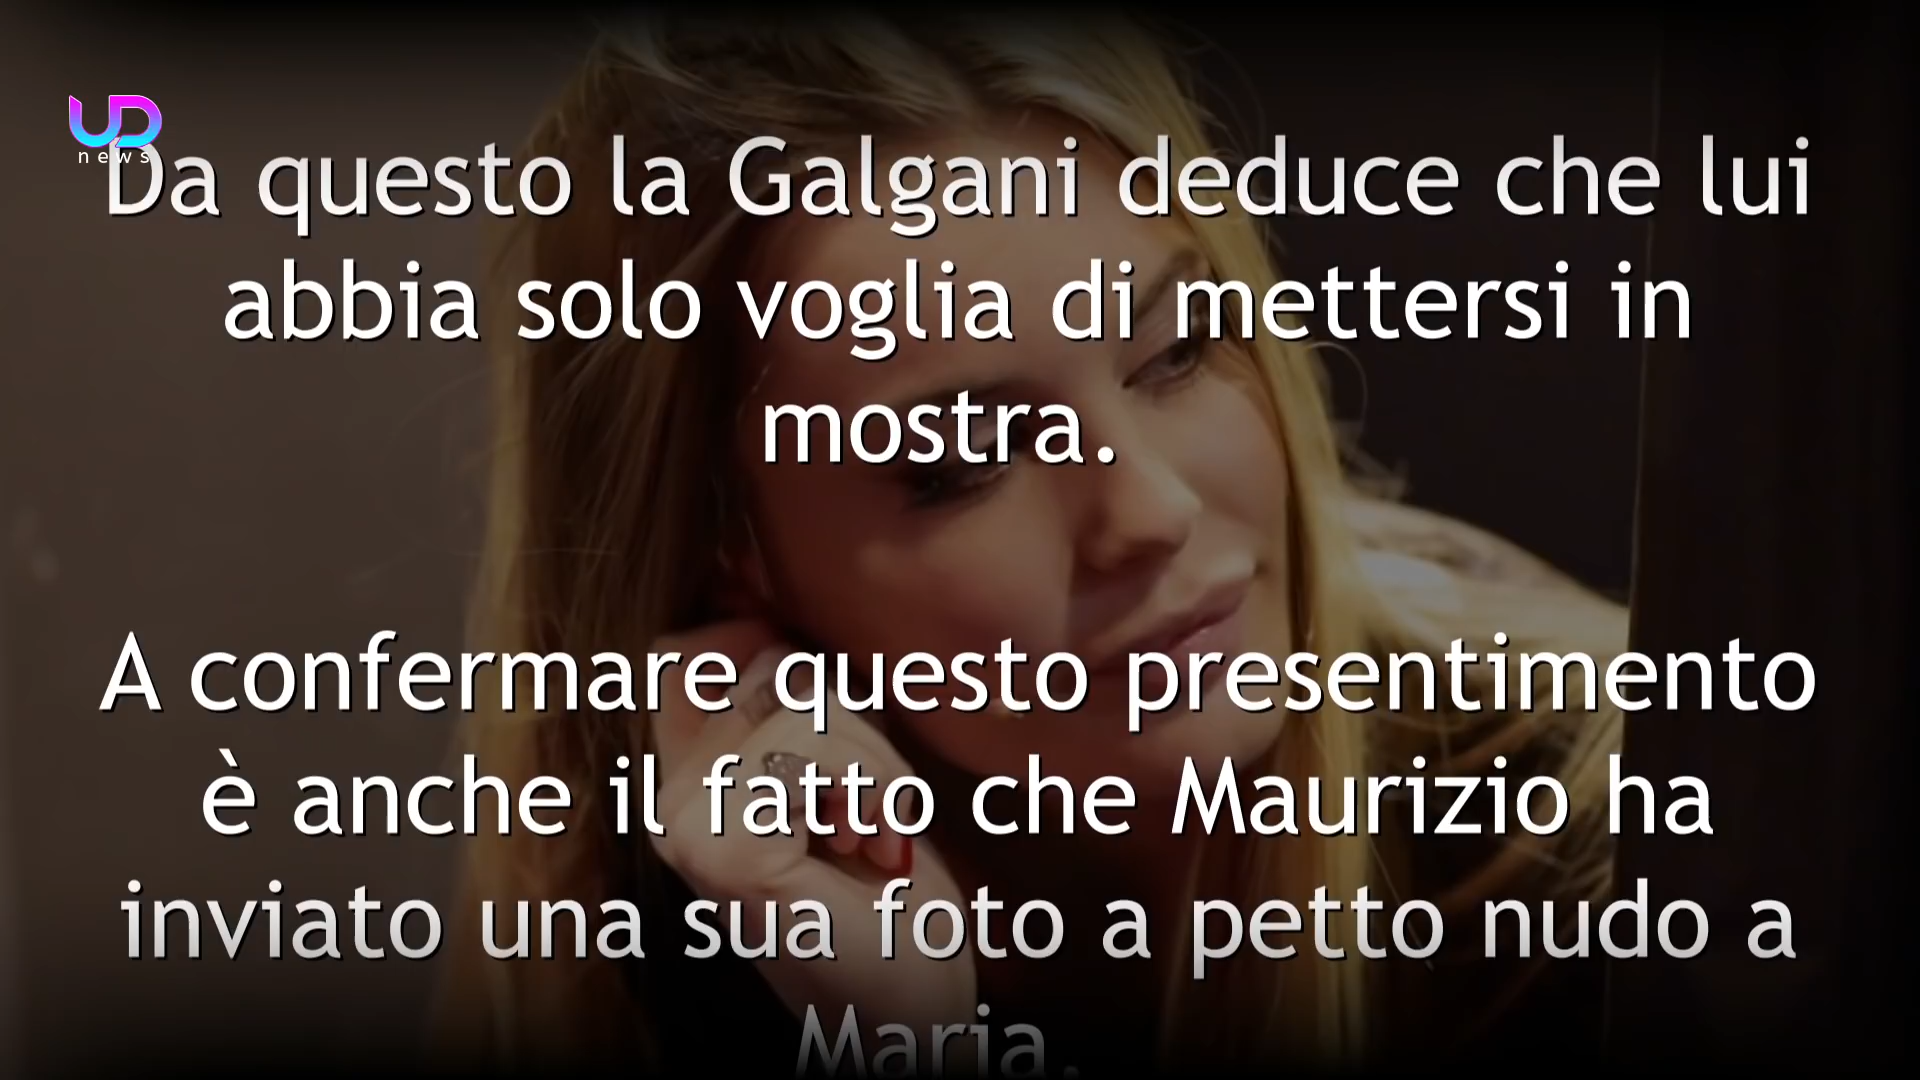 UD
news
Da questo la Galgani deduce che lui
abbia solo voglia di mettersi in
mostra.
A confermare questo presentimento
è anche il fatto che Maurizio ha
inviato una sua foto a petto nudo a
Maria.